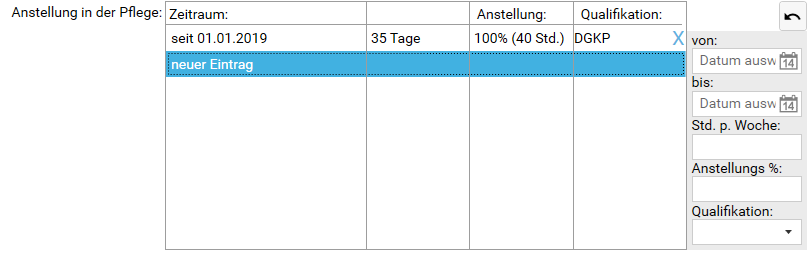 Anstellung in der Pflege:
Zeitraum: Anstellung: Qualifikation:
seit 01.01.2019 35 Tage 100% (40 Std.) DGKP X
neuer Eintrag
von:
Datum ausw 14
bis:
Datum ausw 14
Std. p. Woche:
Anstellungs %:
Qualifikation: